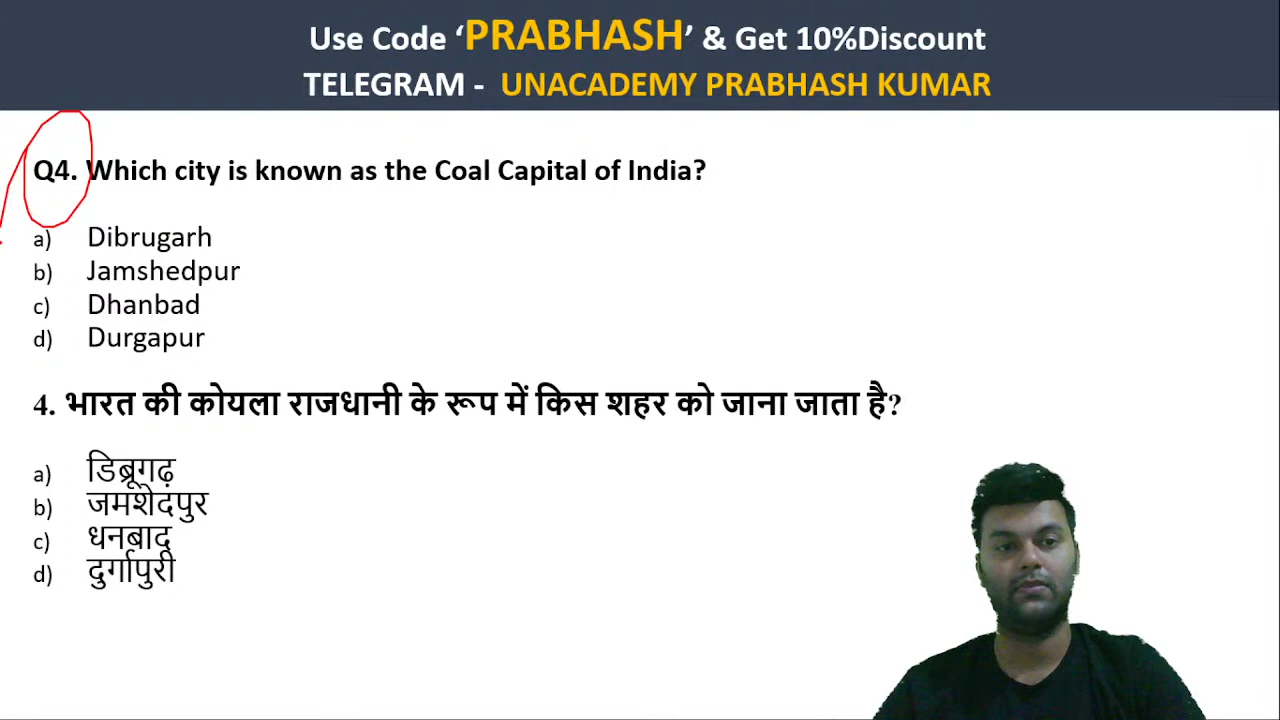 Use Code ‘PRABHASH’ & Get 10%Discount
TELEGRAM - UNACADEMY PRABHASH KUMAR
Q4. Which city is known as the Coal Capital of India?
a) Dibrugarh
b) Jamshedpur
c) Dhanbad
d) Durgapur
4. भारत की कोयला राजधानी के रूप में किस शहर को जाना जाता है?
a) डिब्रूगढ़
b) जमशेदपुर
c) धनबाद
d) दुर्गापुरी